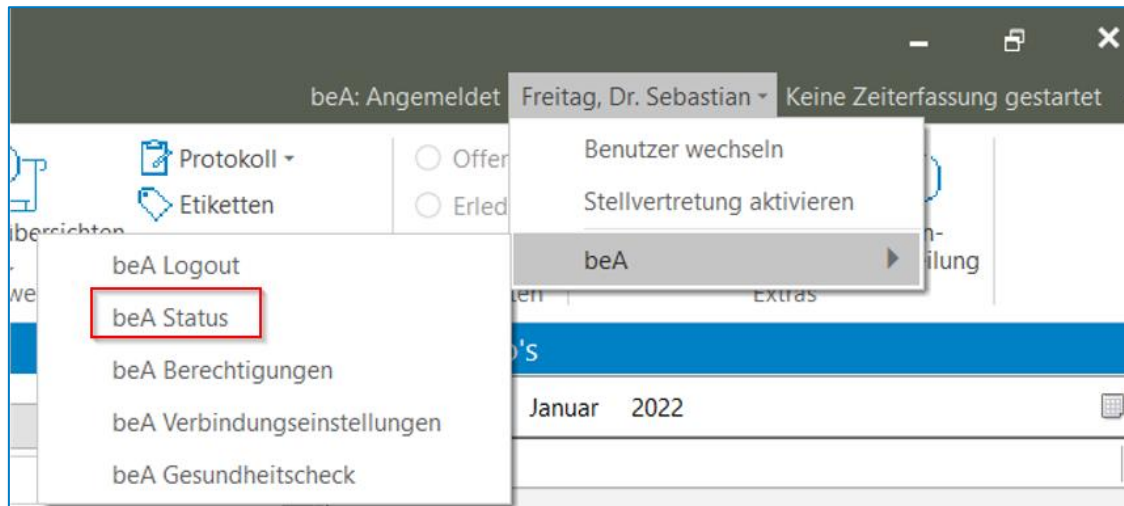 beA: Angemeldet Freitag, Dr. Sebastian Keine Zeiterfassung gestartet
Protokoll
Etiketten
Benutzer wechseln
Stellvertretung aktivieren
beA
Extras
beA Logout
beA Status
beA Berechtigungen
beA Verbindungseinstellungen
beA Gesundheitscheck
Januar 2022